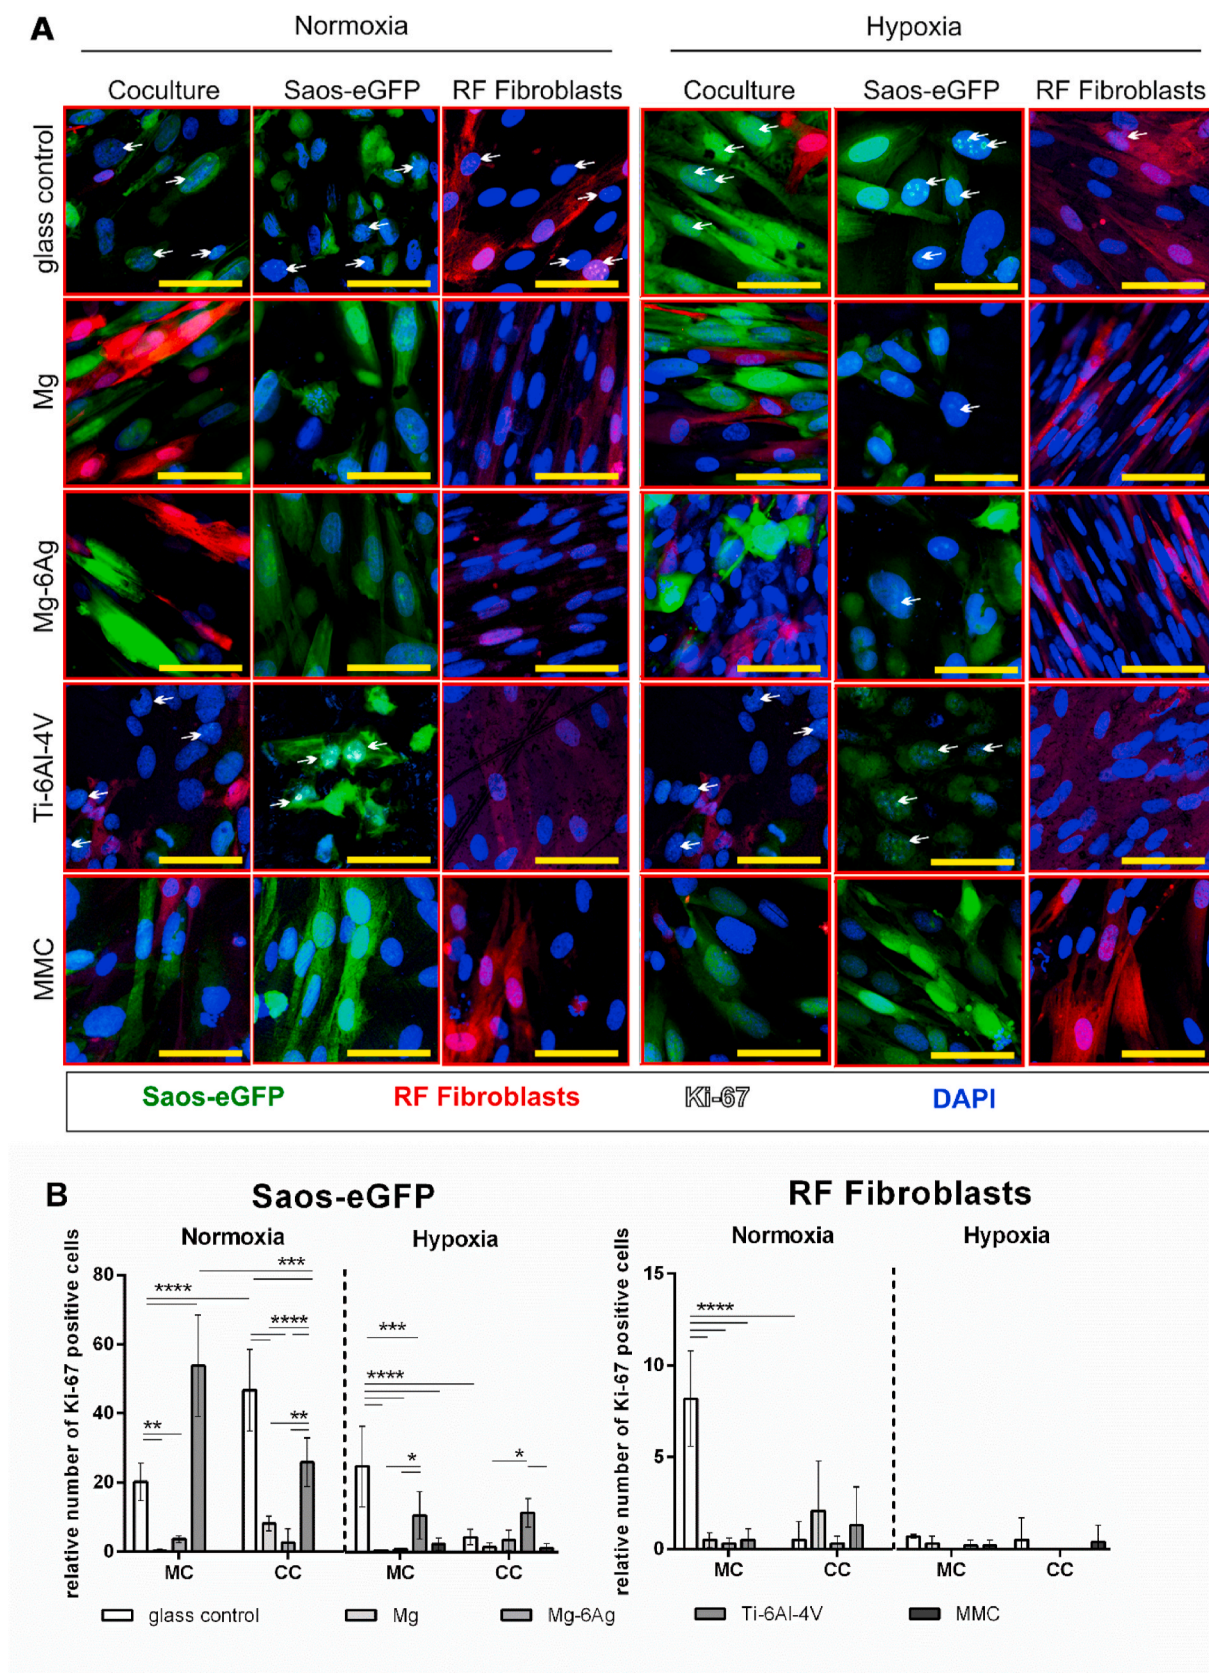 A
Normoxia Hypoxia
Coculture Saos-eGFP RF Fibroblasts Coculture Saos-eGFP RF Fibroblasts
glass control
Mg
Mg-6Ag
Ti-6Al-4V
MMC
Saos-eGFP RF Fibroblasts Ki-67 DAPI
B
Saos-eGFP RF Fibroblasts
Normoxia Hypoxia Normoxia Hypoxia
relative number of Ki-67 positive cells
80
60
40
20
0
**** *** ** **** ** *** **** * *
MC CC MC CC
relative number of Ki-67 positive cells
15
10
5
0
****
MC CC MC CC
glass control Mg Mg-6Ag Ti-6Al-4V MMC